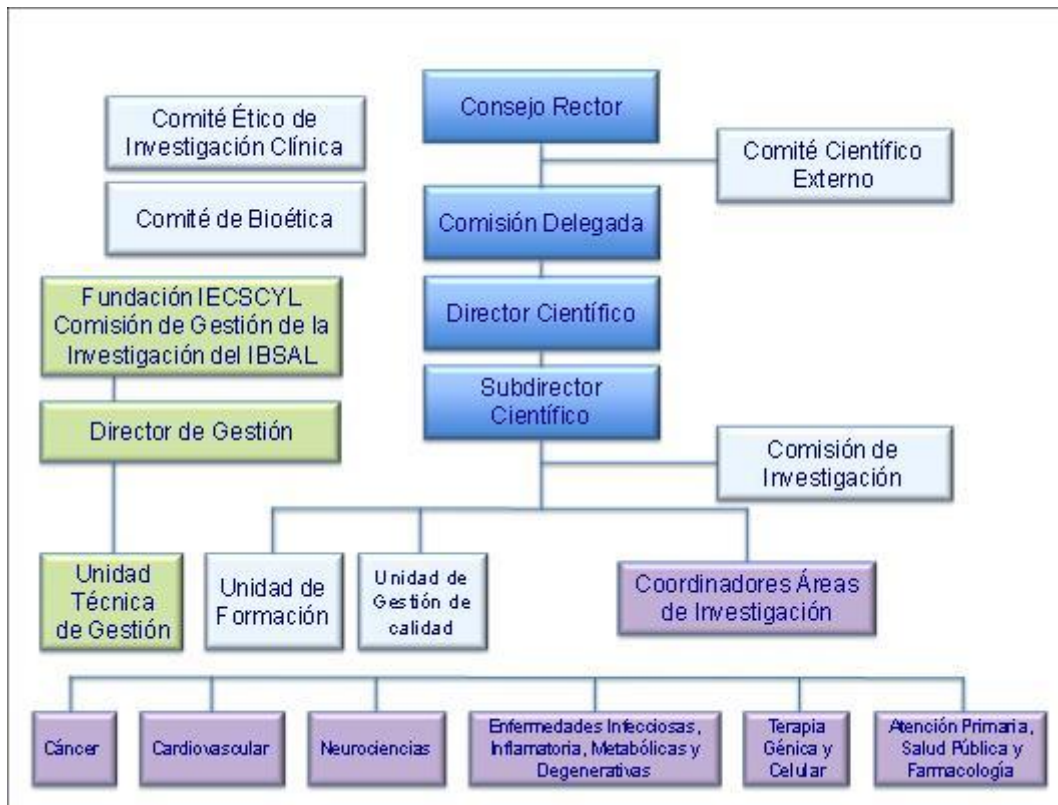 Consejo Rector
Comité Ético de
Investigación Clínica
Comité Científico
Externo
Comité de Bioética
Comisión Delegada
Fundación IECSCYL
Comisión de Gestión de la
Investigación del IBSAL
Director Científico
Subdirector
Científico
Director de Gestión
Comisión de
Investigación
Unidad
Técnica
de Gestión
Unidad de
Formación
Unidad de
Gestión de
calidad
Coordinadores Áreas
de Investigación
Cáncer
Cardiovascular
Neurociencias
Enfermedades Infecciosas,
Inflamatoria, Metabólicas y
Degenerativas
Terapia
Génica y
Celular
Atención Primaria,
Salud Pública y
Farmacología